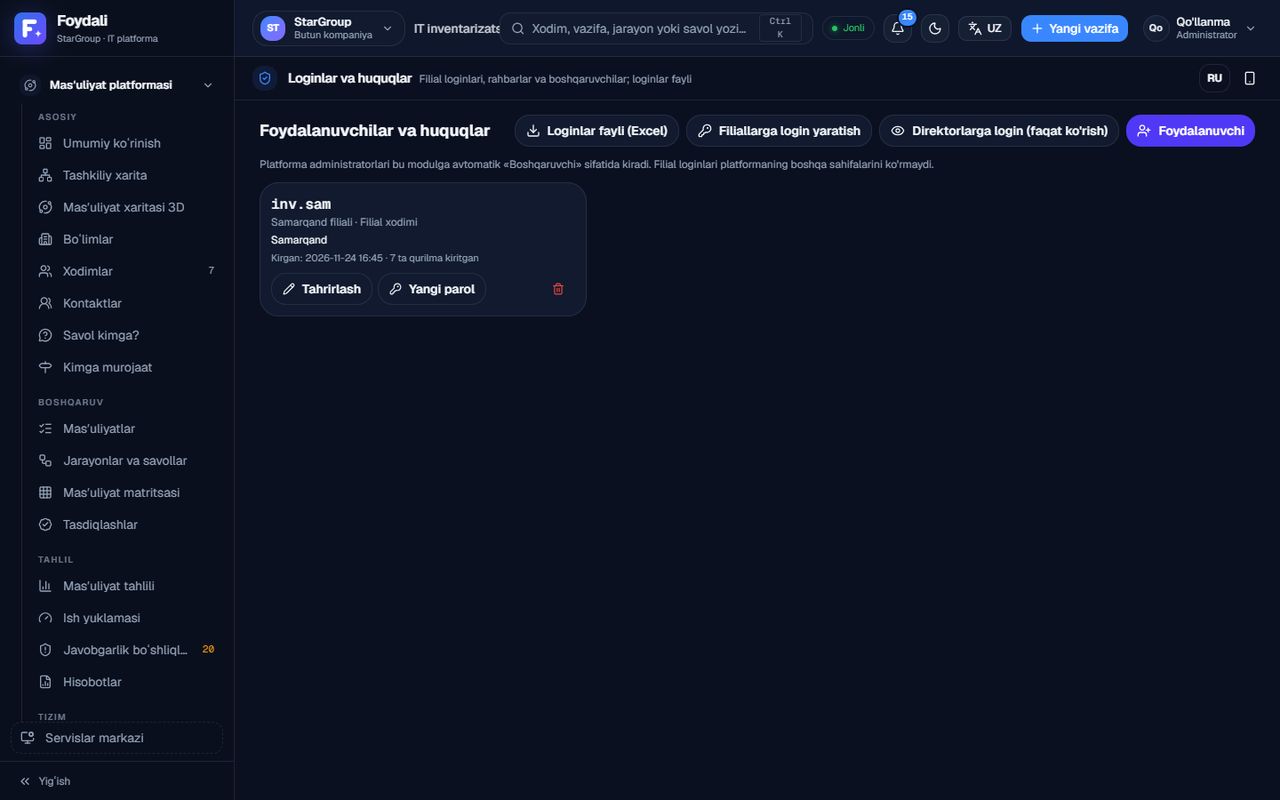 Foydali
StarGroup · IT platforma
ST
StarGroup
Butun kompaniya
IT inventarizats
Xodim, vazifa, jarayon yoki savol yozi…
Ctrl K
Jonli
15
UZ
+ Yangi vazifa
Qo
Qo'llanma
Administrator
Mas'uliyat platformasi
ASOSIY
Umumiy ko'rinish
Tashkiliy xarita
Mas'uliyat xaritasi 3D
Bo'limlar
Xodimlar 7
Kontaktlar
Savol kimga?
Kimga murojaat
BOSHQARUV
Mas'uliyatlar
Jarayonlar va savollar
Mas'uliyat matritsasi
Tasdiqlashlar
TAHLIL
Mas'uliyat tahlili
Ish yuklamasi
Javobgarlik bo'shliql… 20
Hisobotlar
TIZIM
Servislar markazi
Yig'ish
Loginlar va huquqlar
Filial loginlari, rahbarlar va boshqaruvchilar; loginlar fayli
RU
Foydalanuvchilar va huquqlar
Loginlar fayli (Excel)
Filiallarga login yaratish
Direktorlarga login (faqat ko'rish)
Foydalanuvchi
Platforma administratorlari bu modulga avtomatik «Boshqaruvchi» sifatida kiradi. Filial loginlari platformaning boshqa sahifalarini ko'rmaydi.
inv.sam
Samarqand filiali · Filial xodimi
Samarqand
Kirgan: 2026-11-24 16:45 · 7 ta qurilma kiritgan
Tahrirlash
Yangi parol